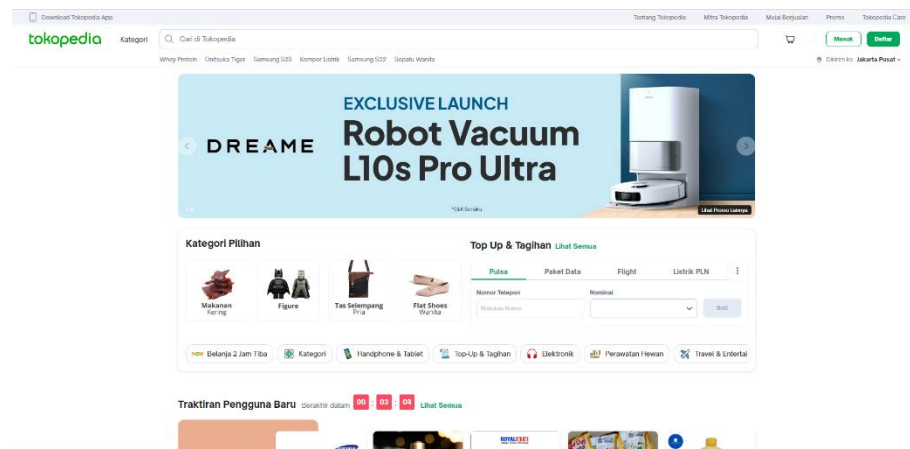 Download Tokopedia App
Tentang Tokopedia Mitra Tokopedia Mulai Berjualan Promo Tokopedia Care
tokopedia Kategori Cari di Tokopedia Masuk Daftar
Whey Protein Onitsuka Tiger Samsung S20 Kompor Listrik Samsung S22 Sepatu Wanita
Dikirim ke Jakarta Pusat
DREAME
EXCLUSIVE LAUNCH
Robot Vacuum
L10s Pro Ultra
*S&K Berlaku
Lihat Promo Lainnya
Kategori Pilihan
Makanan
Kering
Figure
Tas Selempang
Pria
Flat Shoes
Wanita
Top Up & Tagihan Lihat Semua
Pulsa Paket Data Flight Listrik PLN
Nomor Telepon Nominal
Masukan Nomor Beli
NOW Belanja 2 Jam Tiba Kategori Handphone & Tablet Top-Up & Tagihan Elektronik Perawatan Hewan Travel & Entertai
Traktiran Pengguna Baru Berakhir dalam 00 : 03 : 08 Lihat Semua